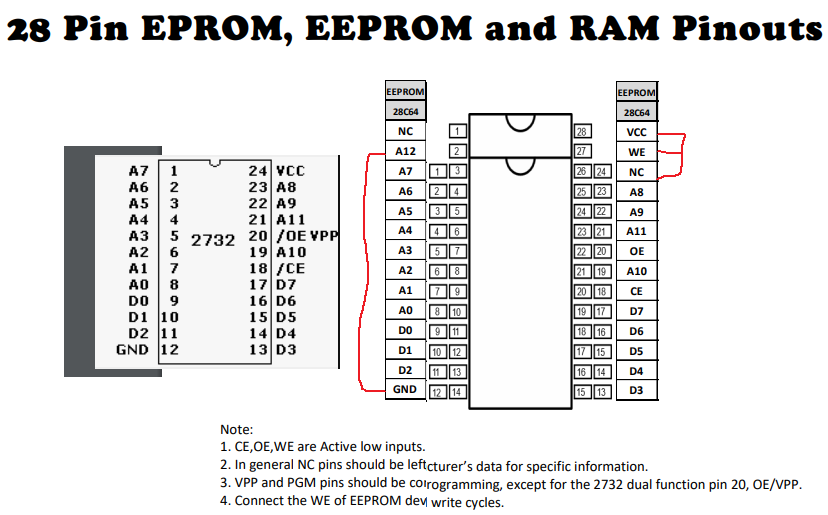 28 Pin EPROM, EEPROM and RAM Pinouts
EEPROM
28C64
NC 1
A12 2
A7 1 3
A6 2 4
A5 3 5
A4 4 6
A3 5 7
A2 6 8
A1 7 9
A0 8 10
D0 9 11
D1 10 12
D2 11 13
GND 12 14
EEPROM
28C64
28 VCC
27 WE
26 24 NC
25 23 A8
24 22 A9
23 21 A11
22 20 OE
21 19 A10
20 18 CE
19 17 D7
18 16 D6
17 15 D5
16 14 D4
15 13 D3
A7 1 24 VCC
A6 2 23 A8
A5 3 22 A9
A4 4 21 A11
A3 5 2732 20 /OE VPP
A2 6 19 A10
A1 7 18 /CE
A0 8 17 D7
D0 9 16 D6
D1 10 15 D5
D2 11 14 D4
GND 12 13 D3
Note:
1. CE,OE,WE are Active low inputs.
2. In general NC pins should be leftcturer's data for specific information.
3. VPP and PGM pins should be corogramming, except for the 2732 dual function pin 20, OE/VPP.
4. Connect the WE of EEPROM dev write cycles.